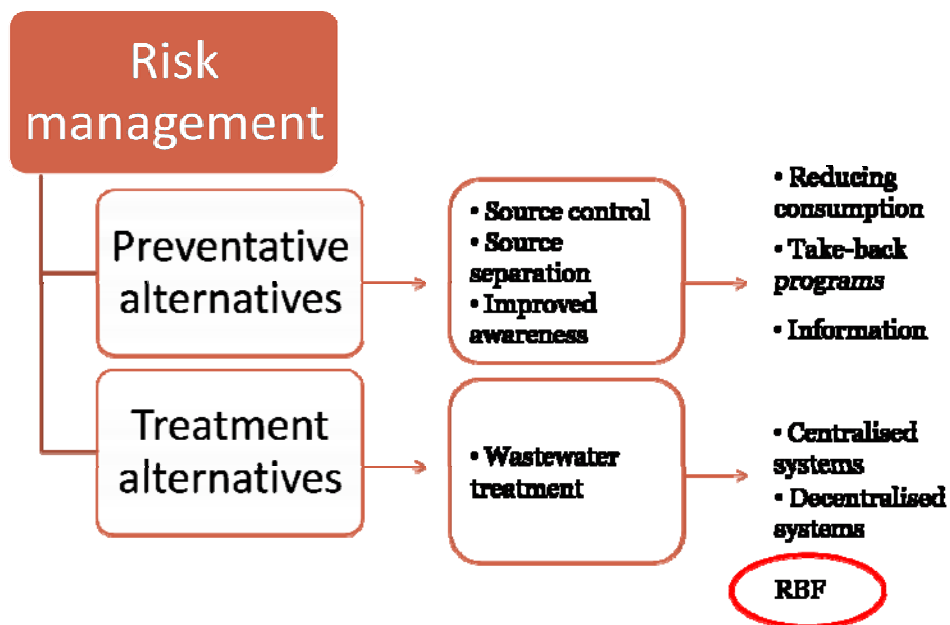 Risk
management
Preventative
alternatives
• Source control
• Source
separation
• Improved
awareness
• Reducing
consumption
• Take-back
programs
• Information
Treatment
alternatives
• Wastewater
treatment
• Centralised
systems
• Decentralised
systems
RBF